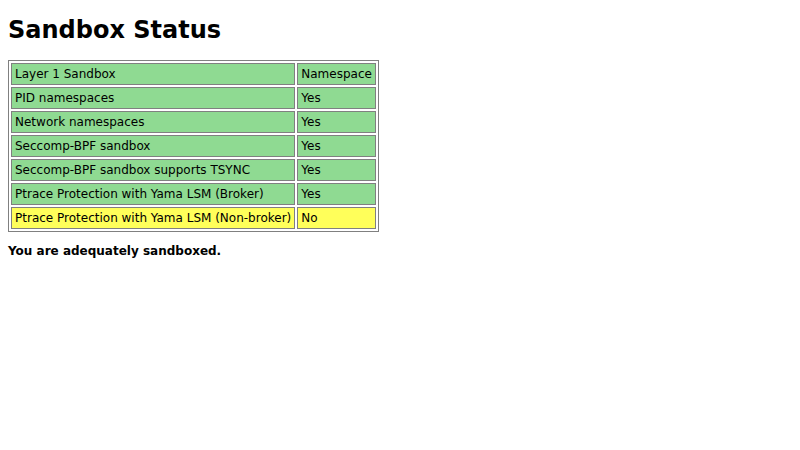 Sandbox Status
Layer 1 Sandbox Namespace
PID namespaces Yes
Network namespaces Yes
Seccomp-BPF sandbox Yes
Seccomp-BPF sandbox supports TSYNC Yes
Ptrace Protection with Yama LSM (Broker) Yes
Ptrace Protection with Yama LSM (Non-broker) No
You are adequately sandboxed.